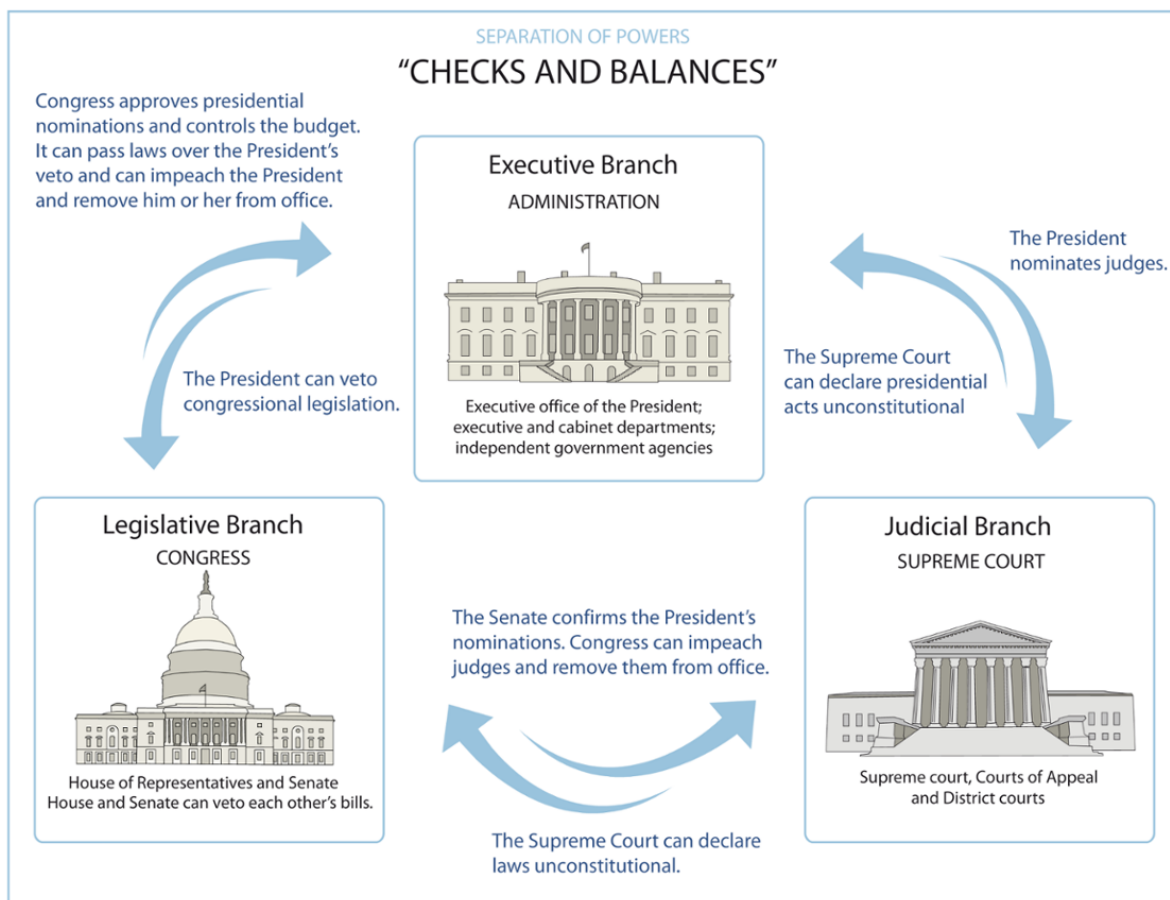 SEPARATION OF POWERS
“CHECKS AND BALANCES”
Congress approves presidential
nominations and controls the budget.
It can pass laws over the President’s
veto and can impeach the President
and remove him or her from office.
Executive Branch
ADMINISTRATION
Executive office of the President;
executive and cabinet departments;
independent government agencies
The President
nominates judges.
The President can veto
congressional legislation.
The Supreme Court
can declare presidential
acts unconstitutional
Legislative Branch
CONGRESS
House of Representatives and Senate
House and Senate can veto each other’s bills.
The Senate confirms the President’s
nominations. Congress can impeach
judges and remove them from office.
The Supreme Court can declare
laws unconstitutional.
Judicial Branch
SUPREME COURT
Supreme court, Courts of Appeal
and District courts